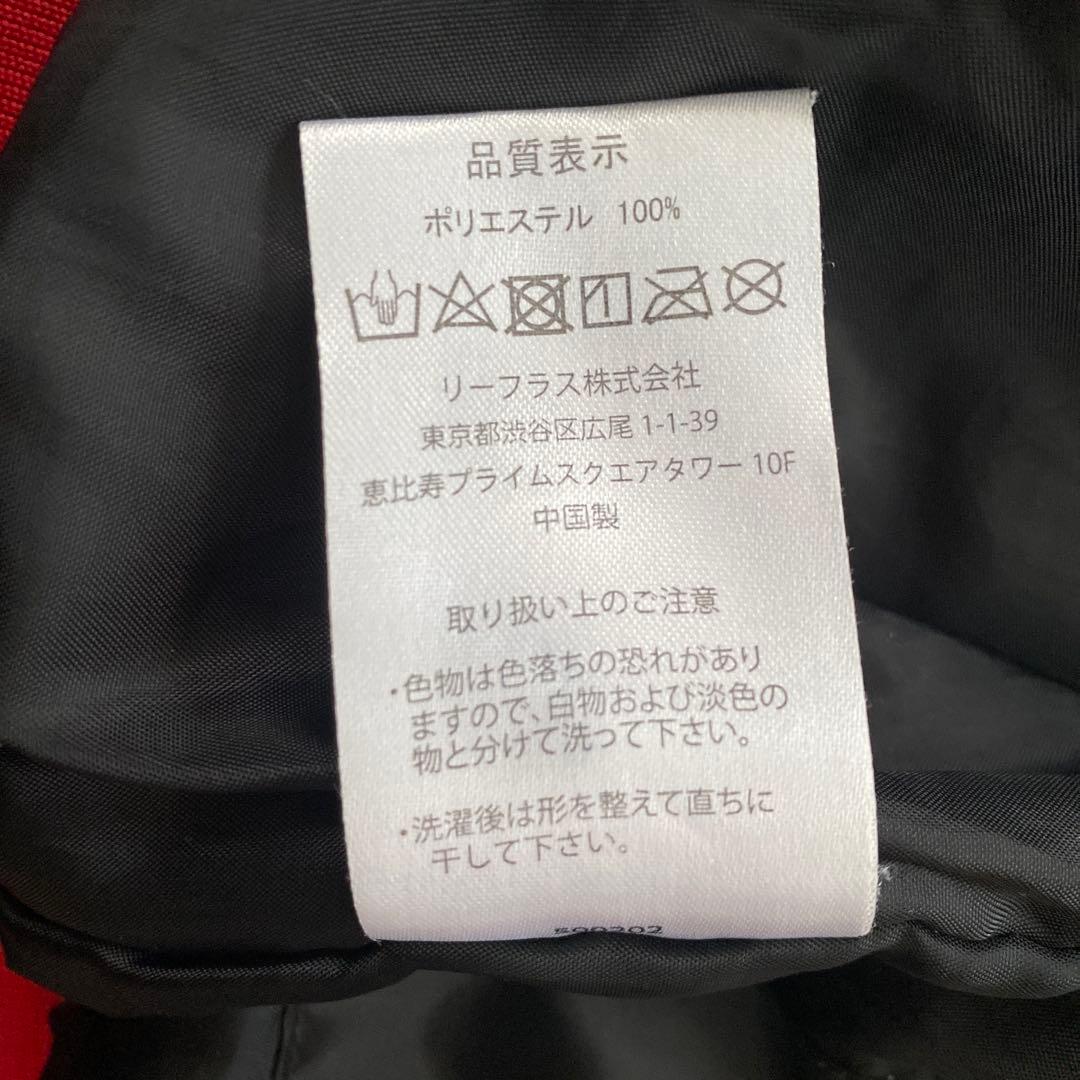 品質表示
ポリエステル 100%
リーフラス株式会社
東京都渋谷区広尾 1-1-39
恵比寿プライムスクエアタワー 10F
中国製
取り扱い上のご注意
・色物は色落ちの恐れがあり
ますので、白物および淡色の
物と分けて洗って下さい。
・洗濯後は形を整えて直ちに
干して下さい。